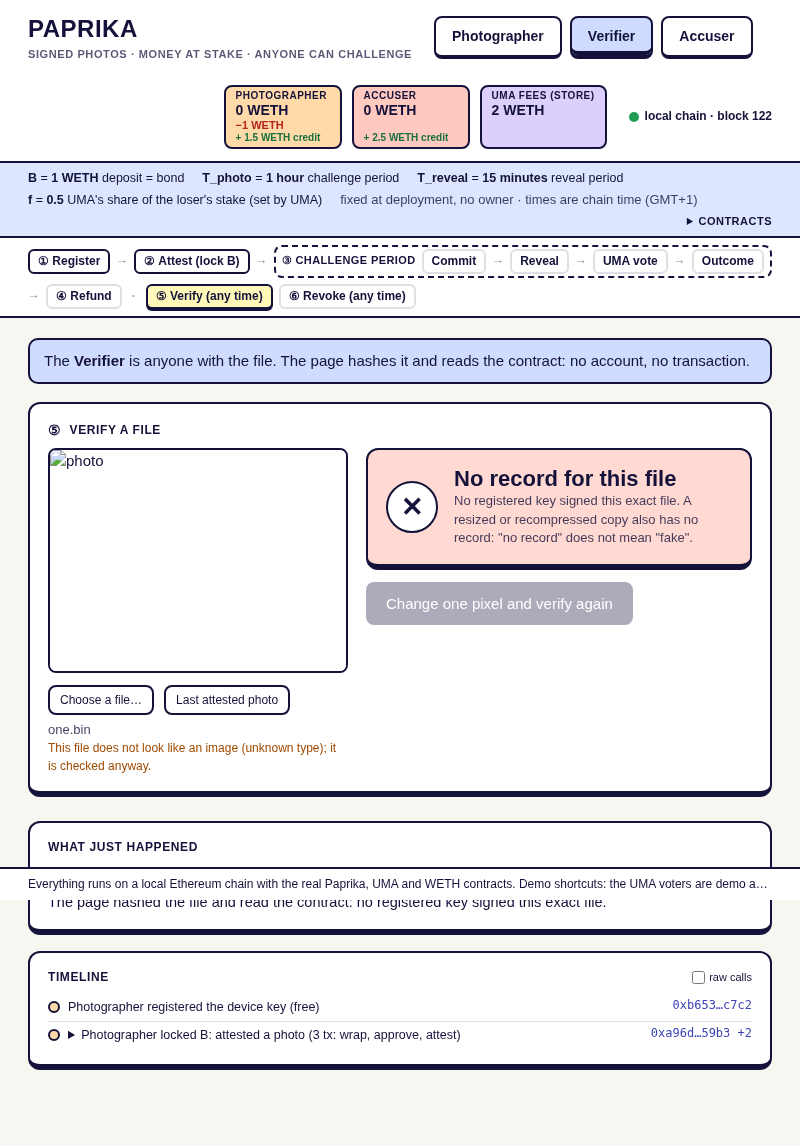 PAPRIKA
SIGNED PHOTOS · MONEY AT STAKE · ANYONE CAN CHALLENGE
Photographer
Verifier
Accuser
PHOTOGRAPHER
0 WETH
−1 WETH
+ 1.5 WETH credit
ACCUSER
0 WETH
+ 2.5 WETH credit
UMA FEES (STORE)
2 WETH
local chain · block 122
B = 1 WETH deposit = bond T_photo = 1 hour challenge period T_reveal = 15 minutes reveal period
f = 0.5 UMA's share of the loser's stake (set by UMA) fixed at deployment, no owner · times are chain time (GMT+1)
▶ CONTRACTS
① Register → ② Attest (lock B) → ③ CHALLENGE PERIOD Commit → Reveal → UMA vote → Outcome
→ ④ Refund · ⑤ Verify (any time) ⑥ Revoke (any time)
The Verifier is anyone with the file. The page hashes it and reads the contract: no account, no transaction.
⑤ VERIFY A FILE
photo
No record for this file
No registered key signed this exact file. A
resized or recompressed copy also has no
record: "no record" does not mean "fake".
Change one pixel and verify again
Choose a file…
Last attested photo
one.bin
This file does not look like an image (unknown type); it
is checked anyway.
WHAT JUST HAPPENED
Everything runs on a local Ethereum chain with the real Paprika, UMA and WETH contracts. Demo shortcuts: the UMA voters are demo a…
The page hashed the file and read the contract: no registered key signed this exact file.
TIMELINE
raw calls
Photographer registered the device key (free) 0xb653…c7c2
▶ Photographer locked B: attested a photo (3 tx: wrap, approve, attest) 0xa96d…59b3 +2